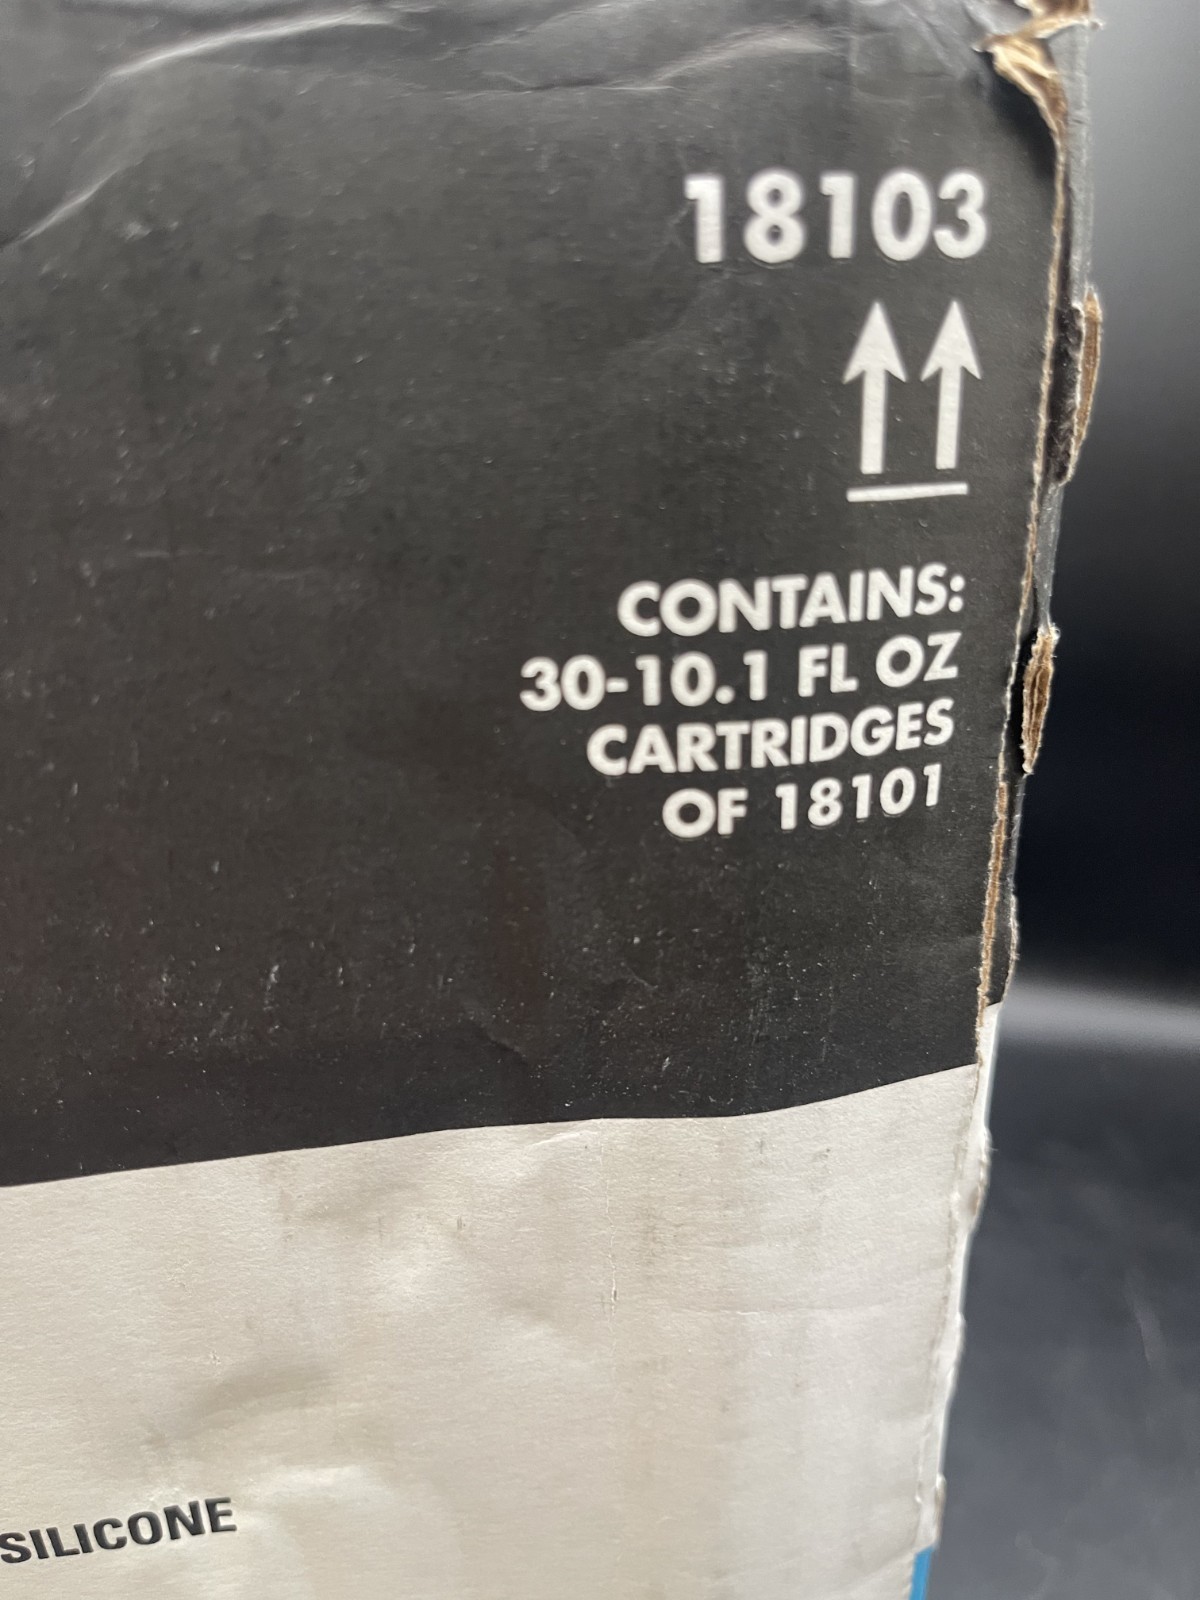 18103
CONTAINS:
30-10.1 FL OZ
CARTRIDGES
OF 18101
SILICONE